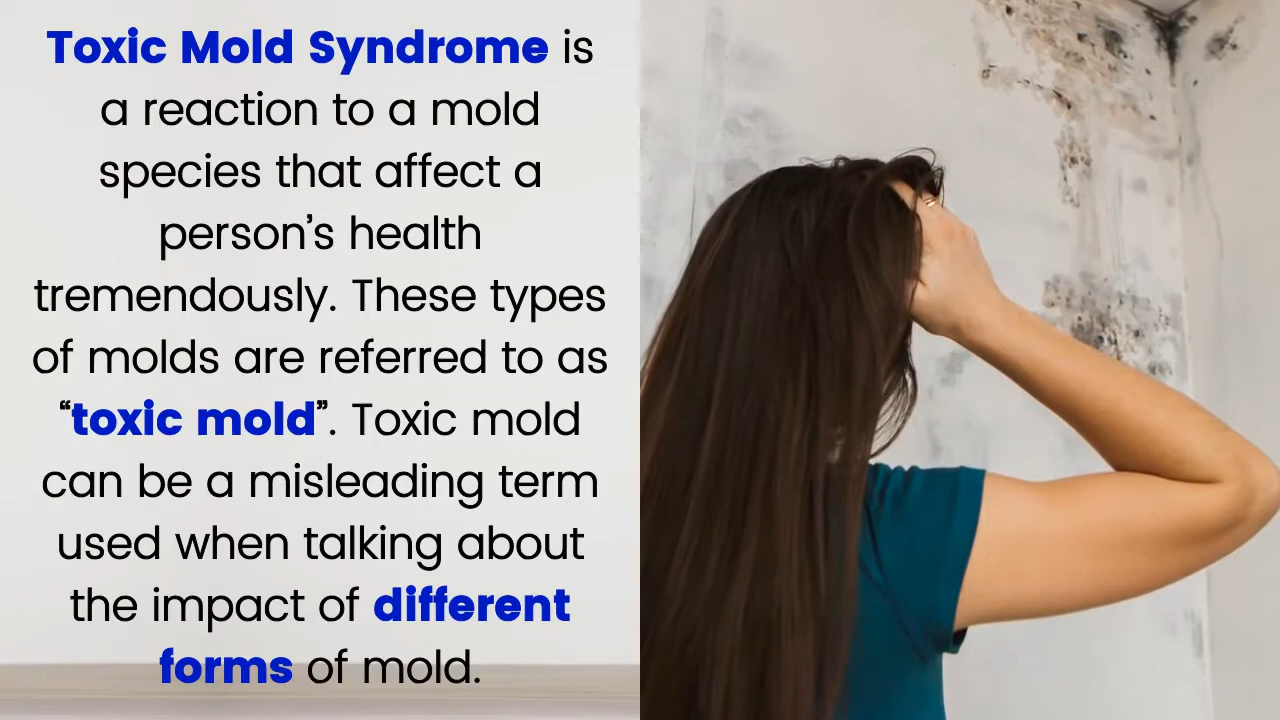 Toxic Mold Syndrome is
a reaction to a mold
species that affect a
person’s health
tremendously. These types
of molds are referred to as
“toxic mold”. Toxic mold
can be a misleading term
used when talking about
the impact of different
forms of mold.